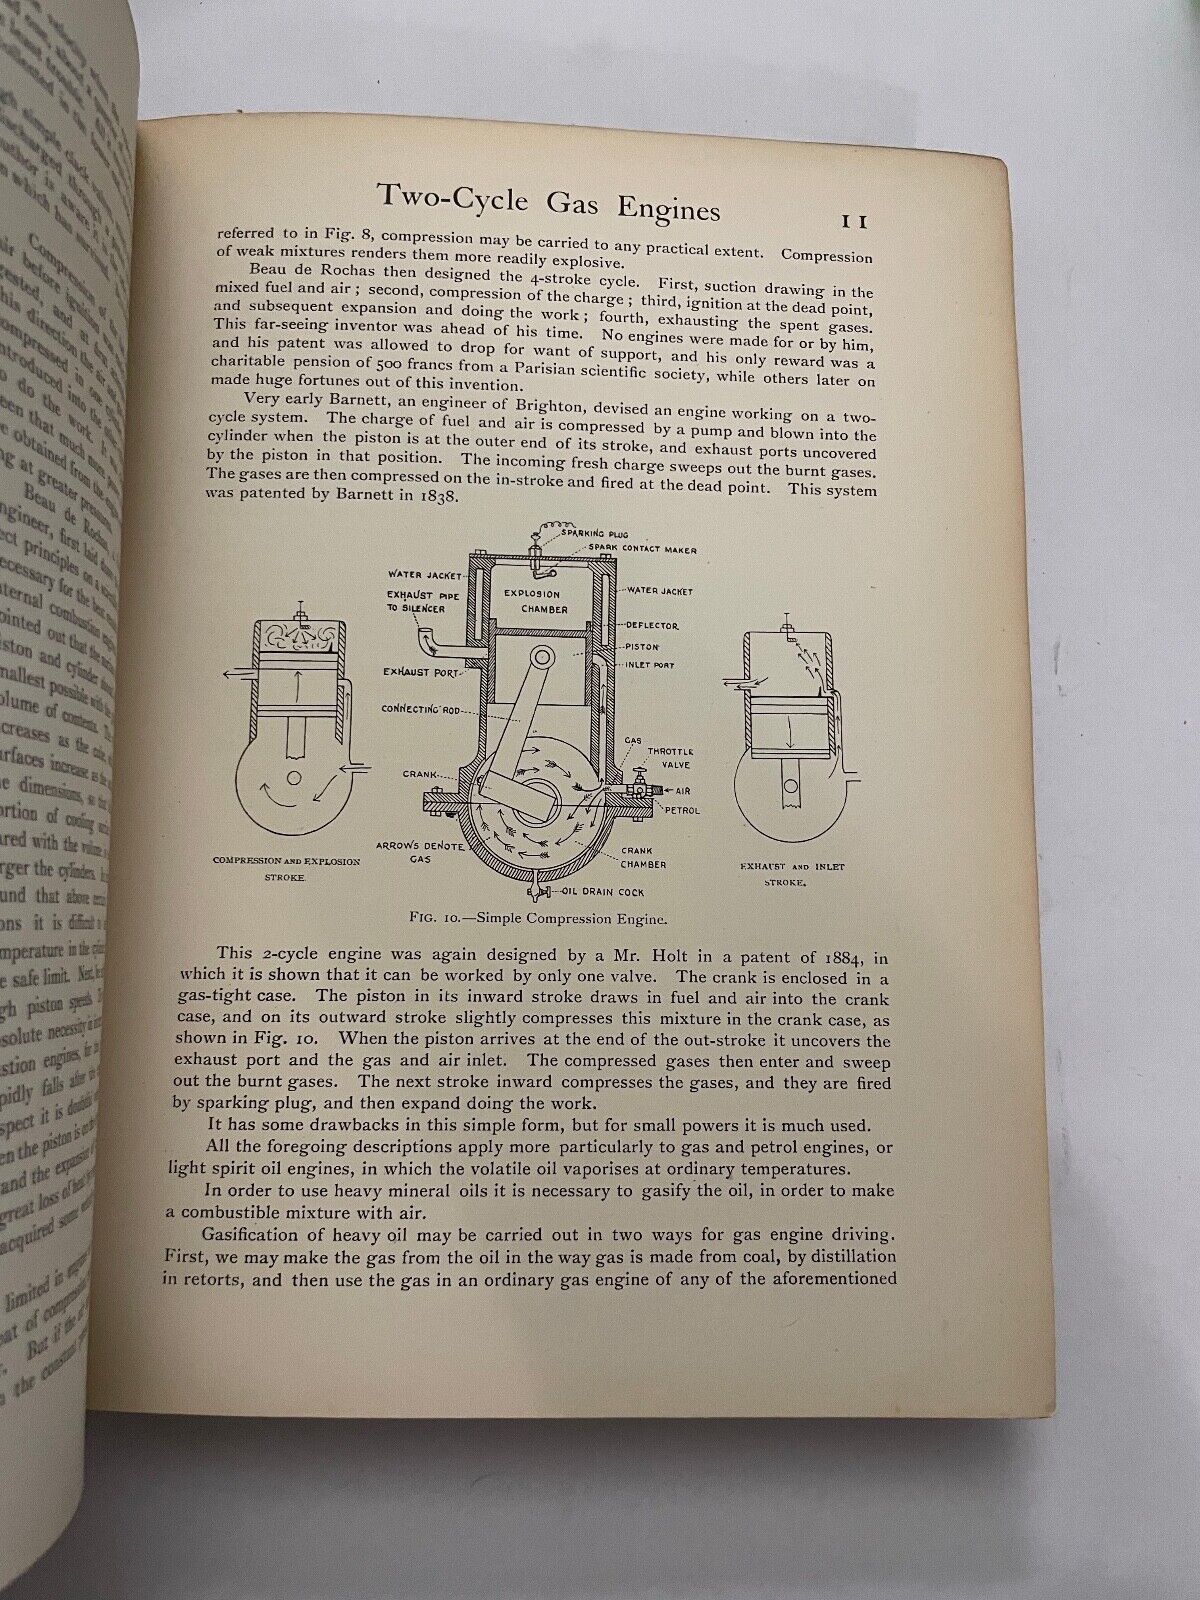 Two-Cycle Gas Engines 11
referred to in Fig. 8, compression may be carried to any practical extent. Compression
of weak mixtures renders them more readily explosive.
Beau de Rochas then designed the 4-stroke cycle. First, suction drawing in the
mixed fuel and air; second, compression of the charge; third, ignition at the dead point,
and subsequent expansion and doing the work; fourth, exhausting the spent gases.
This far-seeing inventor was ahead of his time. No engines were made for or by him,
and his patent was allowed to drop for want of support, and his only reward was a
charitable pension of 500 francs from a Parisian scientific society, while others later on
made huge fortunes out of this invention.
Very early Barnett, an engineer of Brighton, devised an engine working on a two-
cycle system. The charge of fuel and air is compressed by a pump and blown into the
cylinder when the piston is at the outer end of its stroke, and exhaust ports uncovered
by the piston in that position. The incoming fresh charge sweeps out the burnt gases.
The gases are then compressed on the in-stroke and fired at the dead point. This system
was patented by Barnett in 1838.
SPARKING PLUG
SPARK CONTACT MAKER
WATER JACKET
EXPLOSION
CHAMBER
WATER JACKET
EXHAUST PIPE
TO SILENCER
DEFLECTOR
PISTON
INLET PORT
EXHAUST PORT
CONNECTING ROD
GAS
THROTTLE
VALVE
CRANK
AIR
PETROL
ARROWS DENOTE
GAS
CRANK
CHAMBER
OIL DRAIN COCK
COMPRESSION AND EXPLOSION
STROKE.
EXHAUST AND INLET
STROKE.
FIG. 10.—Simple Compression Engine.
This 2-cycle engine was again designed by a Mr. Holt in a patent of 1884, in
which it is shown that it can be worked by only one valve. The crank is enclosed in a
gas-tight case. The piston in its inward stroke draws in fuel and air into the crank
case, and on its outward stroke slightly compresses this mixture in the crank case, as
shown in Fig. 10. When the piston arrives at the end of the out-stroke it uncovers the
exhaust port and the gas and air inlet. The compressed gases then enter and sweep
out the burnt gases. The next stroke inward compresses the gases, and they are fired
by sparking plug, and then expand doing the work.
It has some drawbacks in this simple form, but for small powers it is much used.
All the foregoing descriptions apply more particularly to gas and petrol engines, or
light spirit oil engines, in which the volatile oil vaporises at ordinary temperatures.
In order to use heavy mineral oils it is necessary to gasify the oil, in order to make
a combustible mixture with air.
Gasification of heavy oil may be carried out in two ways for gas engine driving.
First, we may make the gas from the oil in the way gas is made from coal, by distillation
in retorts, and then use the gas in an ordinary gas engine of any of the aforementioned